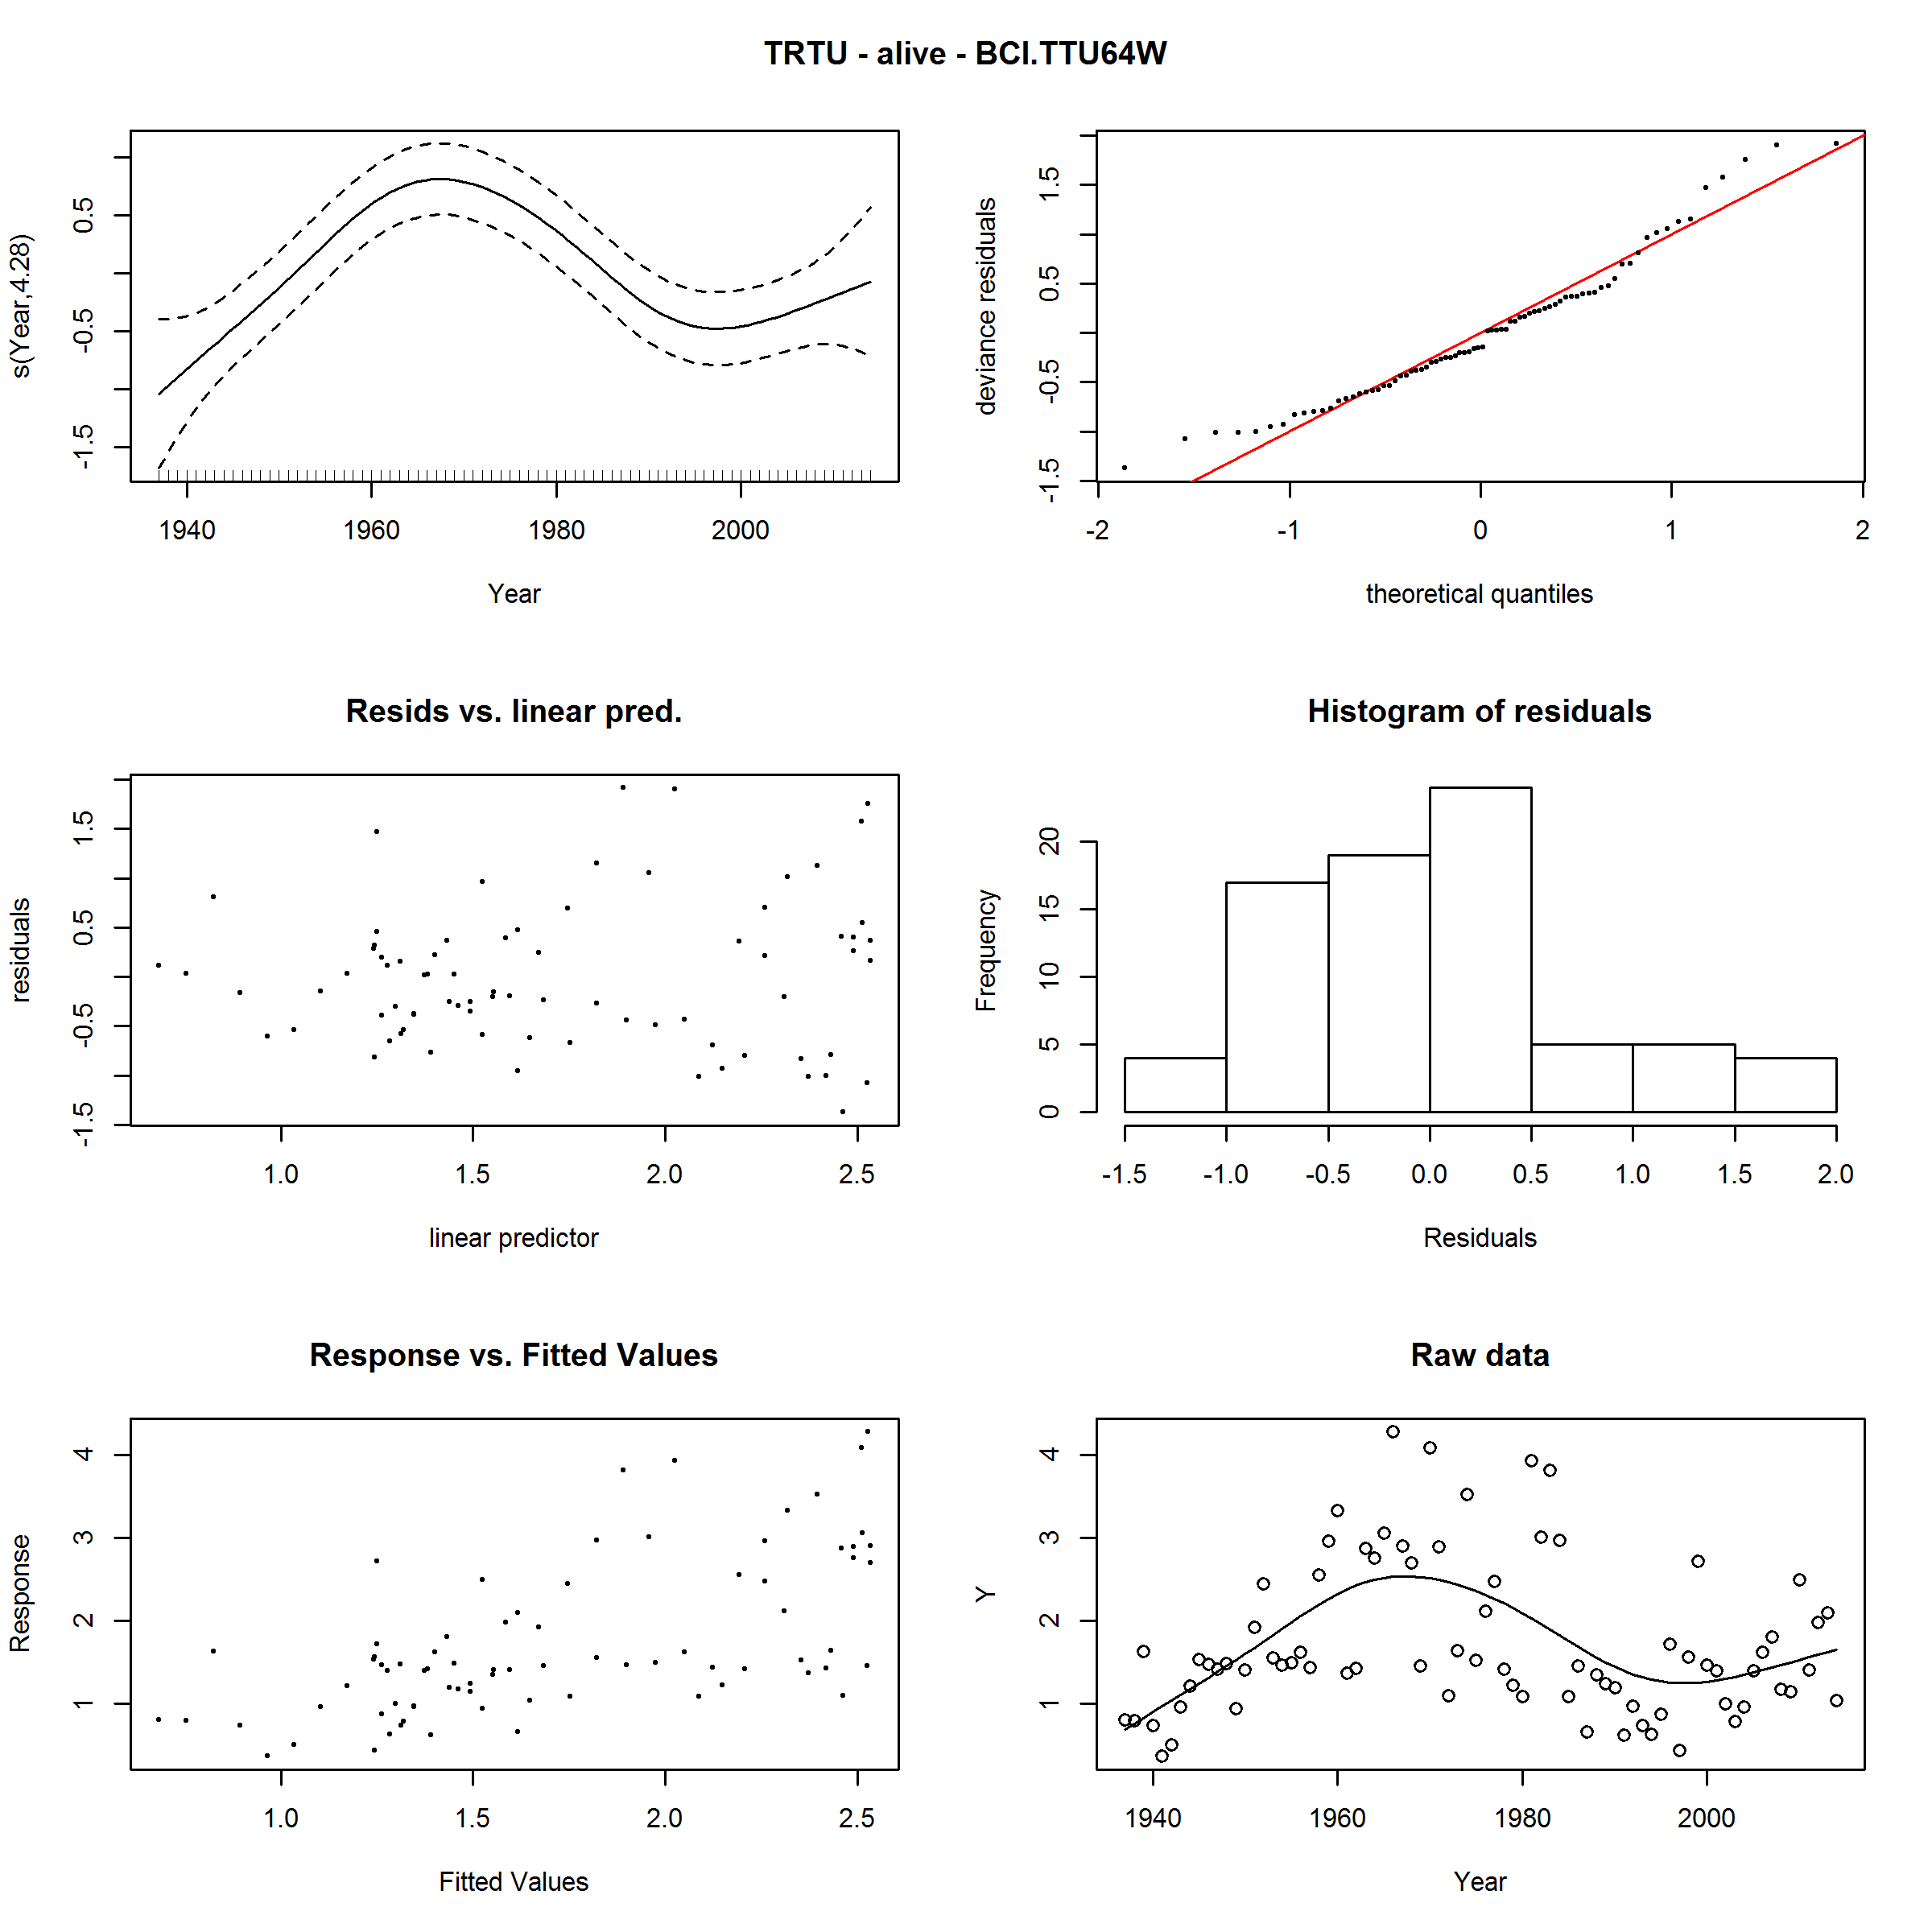 TRTU - alive - BCI.TTU64W
s(Year,4.28)
-1.5 -0.5 0.5
1940 1960 1980 2000
Year
deviance residuals
-1.5 -0.5 0.5 1.5
-2 -1 0 1 2
theoretical quantiles
Resids vs. linear pred.
residuals
-1.5 -0.5 0.5 1.5
1.0 1.5 2.0 2.5
linear predictor
Histogram of residuals
Frequency
0 5 10 15 20
-1.5 -1.0 -0.5 0.0 0.5 1.0 1.5 2.0
Residuals
Response vs. Fitted Values
Response
1 2 3 4
1.0 1.5 2.0 2.5
Fitted Values
Raw data
Y
1 2 3 4
1940 1960 1980 2000
Year